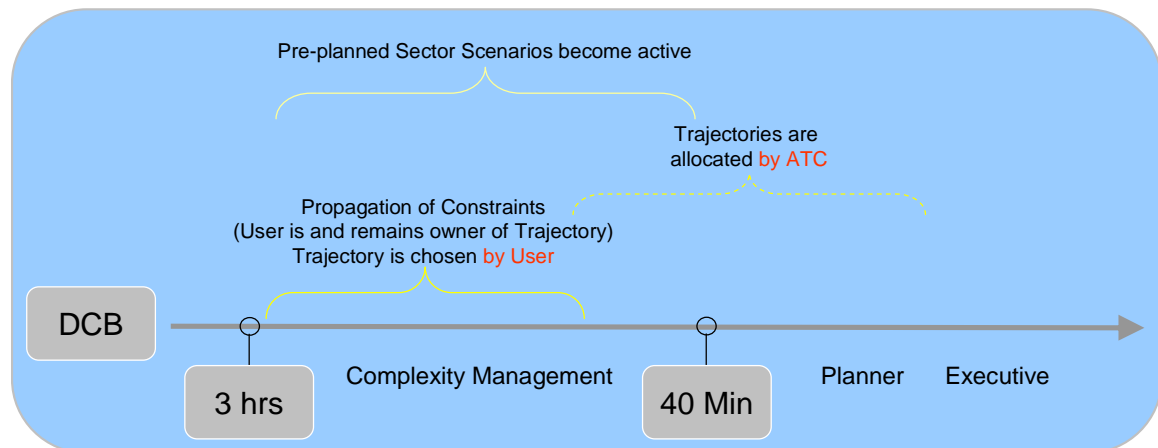 Pre-planned Sector Scenarios become active
Trajectories are
allocated by ATC
Propagation of Constraints
(User is and remains owner of Trajectory)
Trajectory is chosen by User
DCB
3 hrs
Complexity Management
40 Min
Planner
Executive